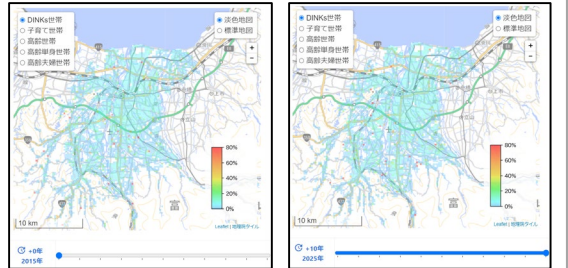 DINKs世帯
子育て世帯
高齢世帯
高齢単身世帯
高齢夫婦世帯
淡色地図
標準地図
+
−
80%
60%
40%
20%
0%
10 km
Leaflet | 地理院タイル
+0年
2015年
DINKs世帯
子育て世帯
高齢世帯
高齢単身世帯
高齢夫婦世帯
淡色地図
標準地図
+
−
80%
60%
40%
20%
0%
10 km
Leaflet | 地理院タイル
+10年
2025年